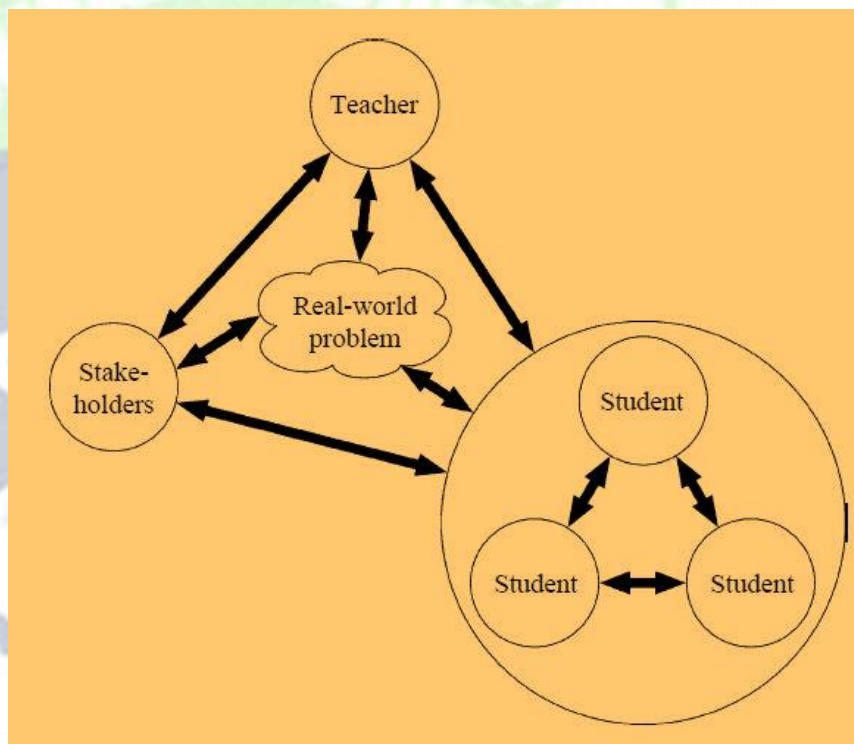 Teacher
Real-world
problem
Stake-
holders
Student
Student
Student